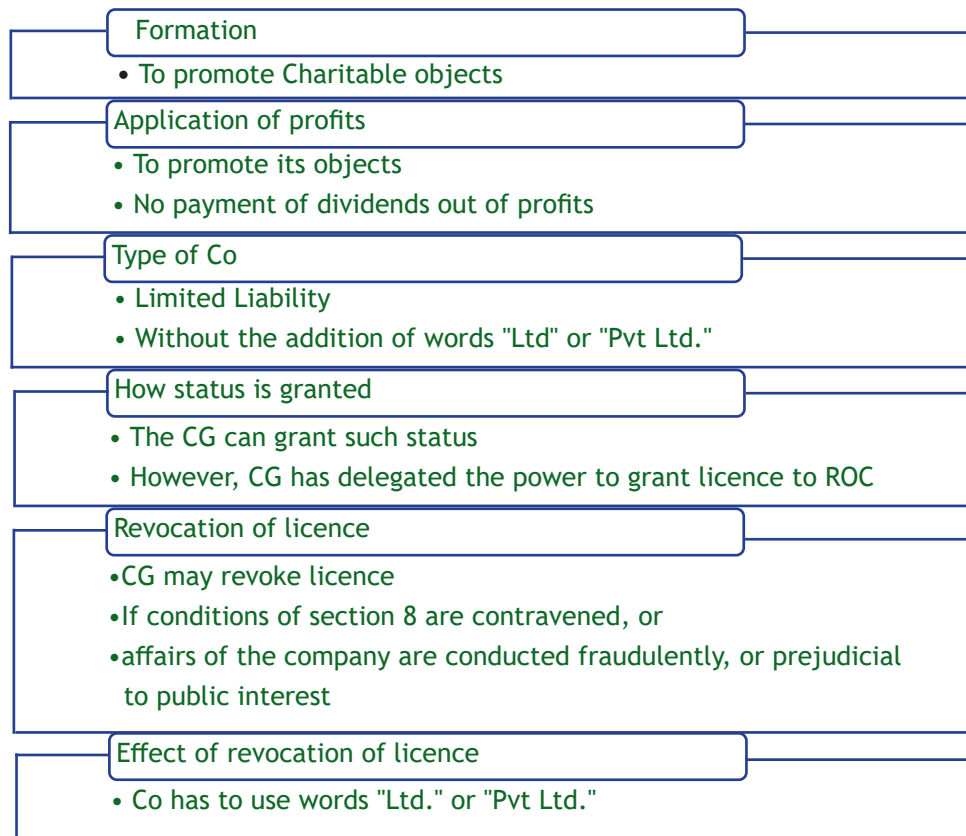 Formation
• To promote Charitable objects
Application of profits
• To promote its objects
• No payment of dividends out of profits
Type of Co
• Limited Liability
• Without the addition of words "Ltd" or "Pvt Ltd."
How status is granted
• The CG can grant such status
• However, CG has delegated the power to grant licence to ROC
Revocation of licence
•CG may revoke licence
•If conditions of section 8 are contravened, or
•affairs of the company are conducted fraudulently, or prejudicial
to public interest
Effect of revocation of licence
• Co has to use words "Ltd." or "Pvt Ltd."